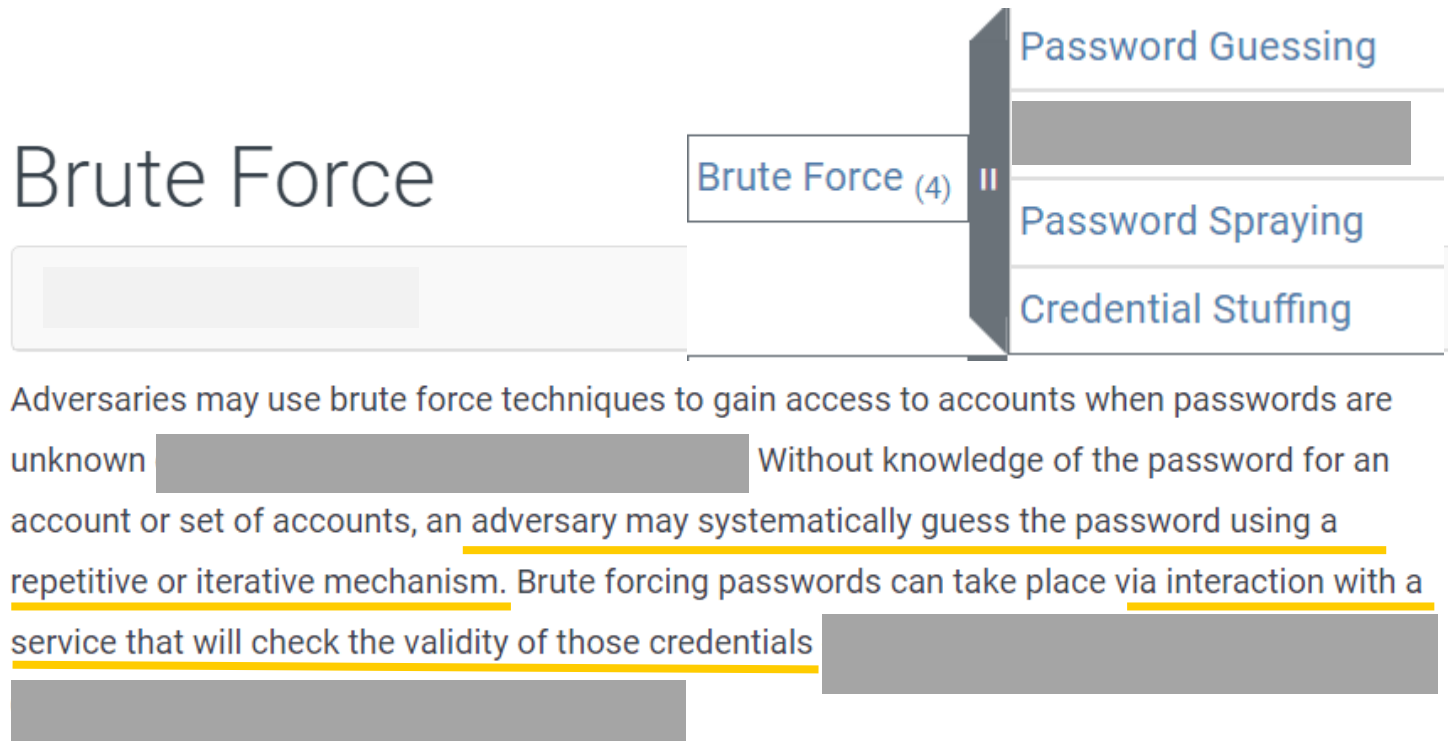 Password Guessing
Brute Force
Brute Force (4)
Password Spraying
Credential Stuffing
Adversaries may use brute force techniques to gain access to accounts when passwords are
unknown Without knowledge of the password for an
account or set of accounts, an adversary may systematically guess the password using a
repetitive or iterative mechanism. Brute forcing passwords can take place via interaction with a
service that will check the validity of those credentials